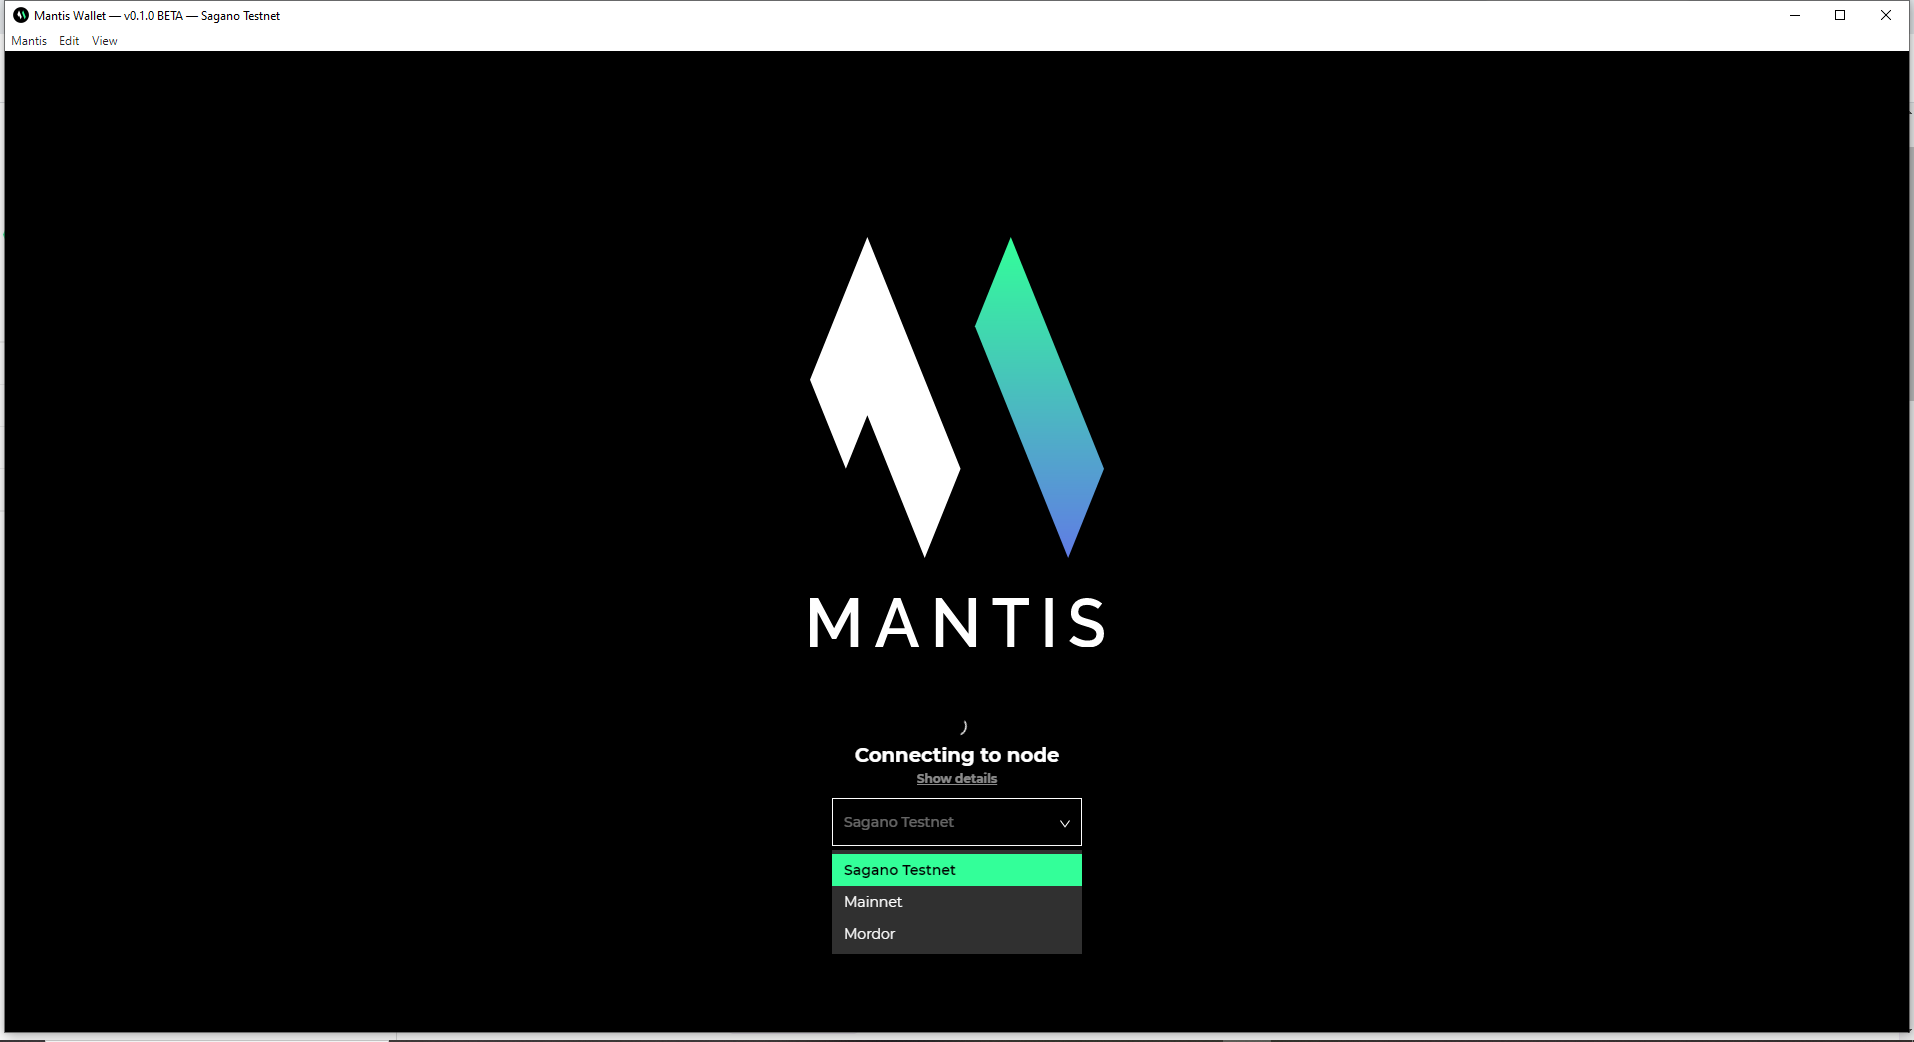 Mantis Wallet — v0.1.0 BETA — Sagano Testnet
Mantis Edit View
MANTIS
Connecting to node
Show details
Sagano Testnet
Sagano Testnet
Mainnet
Mordor